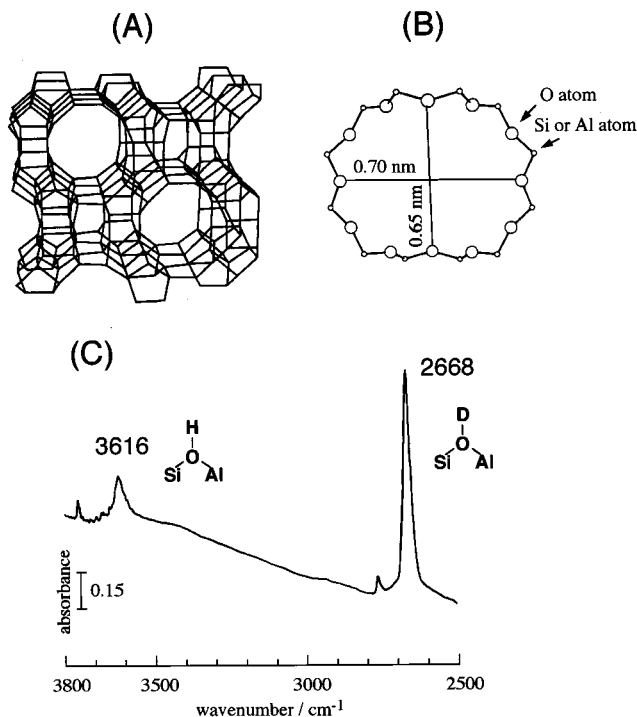 (A)
(B)
O atom
Si or Al atom
0.70 nm
0.65 nm
(C)
2668
3616
H
O
Si
Al
D
O
Si
Al
absorbance
0.15
3800
3500
3000
2500
wavenumber / cm-1